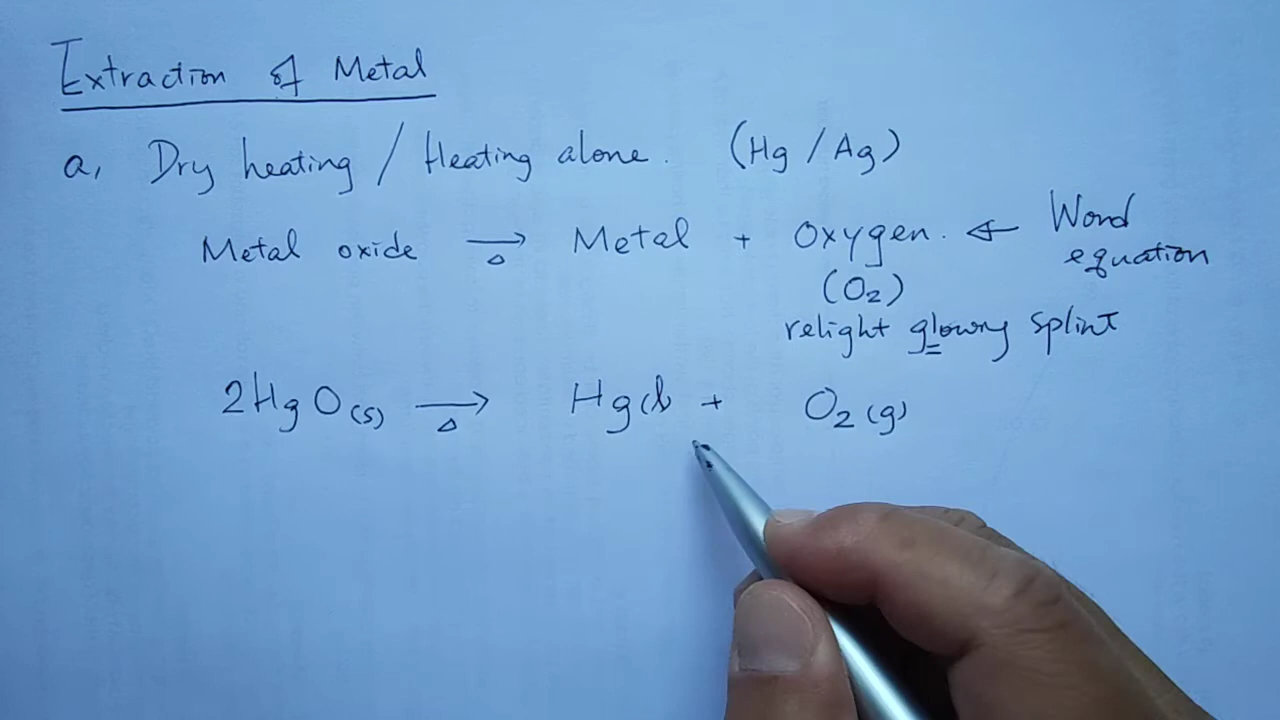 Extraction of Metal
a, Dry heating / Heating alone. (Hg / Ag)
Metal oxide →
Δ Metal + Oxygen. ← Word equation
(O₂)
relight glowing splint
2HgO(s) →
Δ Hg(l) + O₂(g)